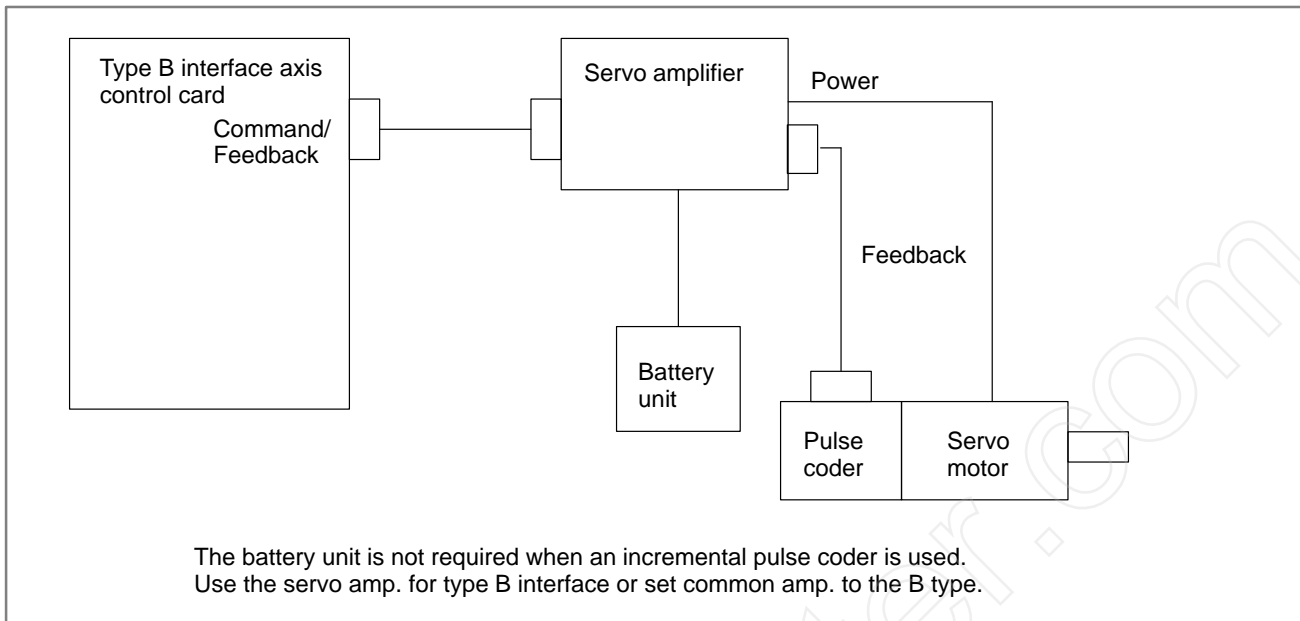 Type B interface axis
control card
Command/
Feedback
Servo amplifier
Power
Feedback
Battery
unit
Pulse
coder
Servo
motor
The battery unit is not required when an incremental pulse coder is used.
Use the servo amp. for type B interface or set common amp. to the B type.